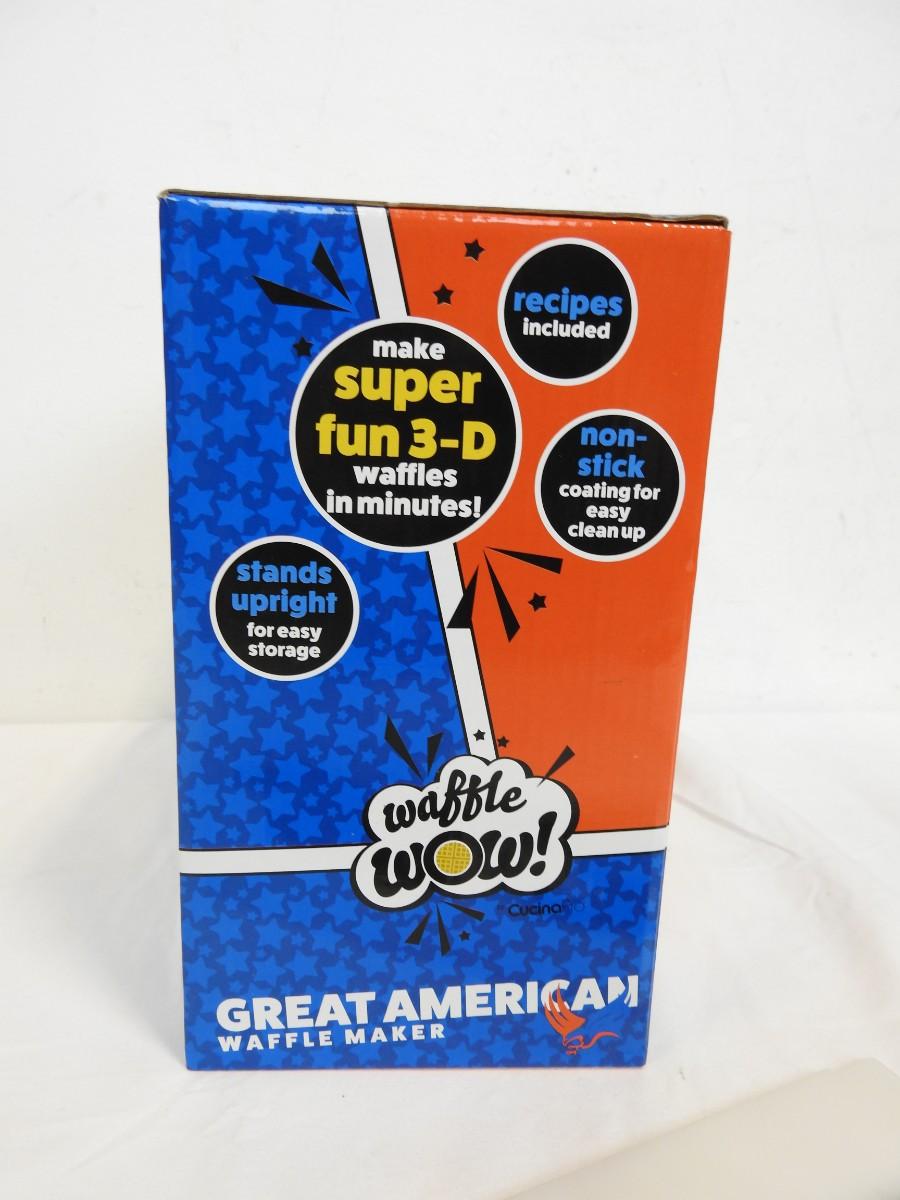 recipes
included
make
super
fun 3-D
waffles
in minutes!
non-
stick
coating for
easy
clean up
stands
upright
for easy
storage
waffle
wow!
CucinaPro
GREAT AMERICAN
WAFFLE MAKER